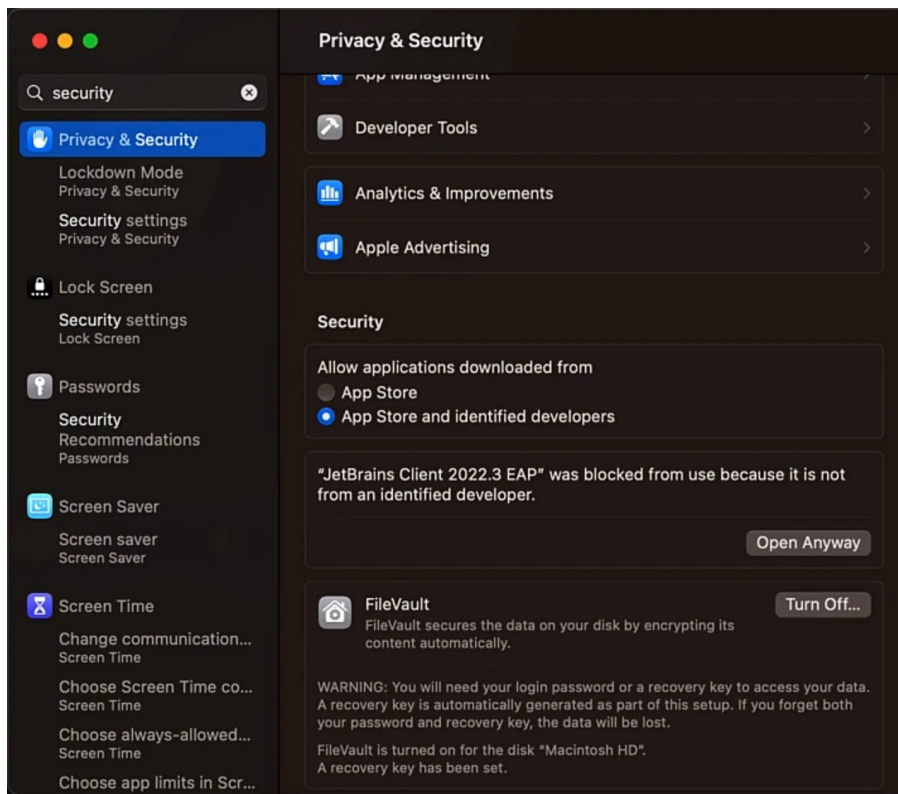 Privacy & Security
security
Privacy & Security
Lockdown Mode
Privacy & Security
Security settings
Privacy & Security
Lock Screen
Security settings
Lock Screen
Passwords
Security
Recommendations
Passwords
Screen Saver
Screen saver
Screen Saver
Screen Time
Change communication...
Screen Time
Choose Screen Time co...
Screen Time
Choose always-allowed...
Screen Time
Choose app limits in Scr...
App Management
Developer Tools
Analytics & Improvements
Apple Advertising
Security
Allow applications downloaded from
App Store
App Store and identified developers
“JetBrains Client 2022.3 EAP” was blocked from use because it is not
from an identified developer.
Open Anyway
FileVault
Turn Off...
FileVault secures the data on your disk by encrypting its
content automatically.
WARNING: You will need your login password or a recovery key to access your data.
A recovery key is automatically generated as part of this setup. If you forget both
your password and recovery key, the data will be lost.
FileVault is turned on for the disk “Macintosh HD”.
A recovery key has been set.